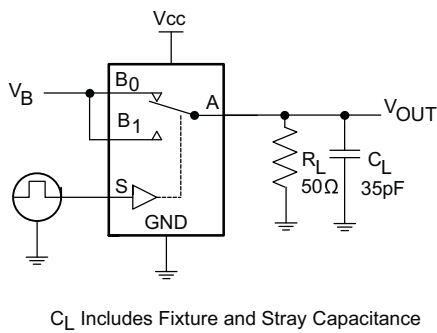 Vcc
VB
B0
A
VOUT
B1
RL
50Ω
CL
35pF
S
GND
CL Includes Fixture and Stray Capacitance